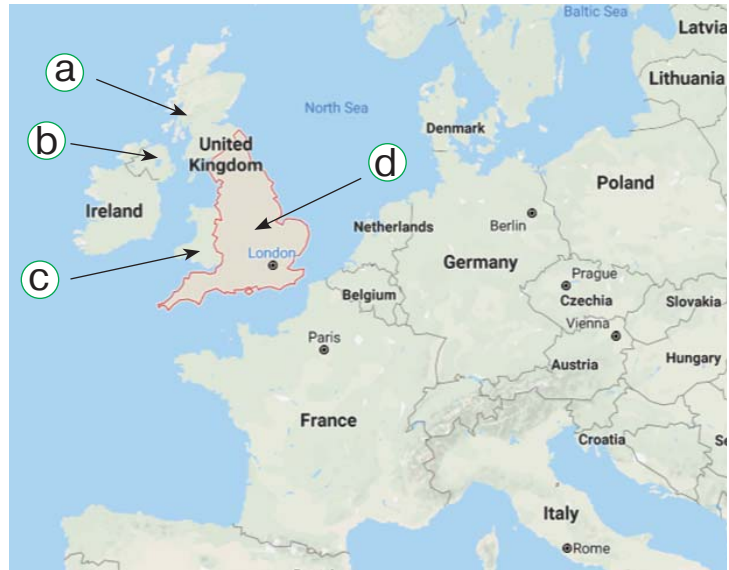 Baltic Sea
Latvia
a
Lithuania
North Sea
b
Denmark
United
Kingdom
d
Poland
Ireland
Netherlands
Berlin
London
Germany
c
Prague
Belgium
Czechia
Slovakia
Vienna
Paris
Hungary
Austria
France
Croatia
Se
Italy
Rome